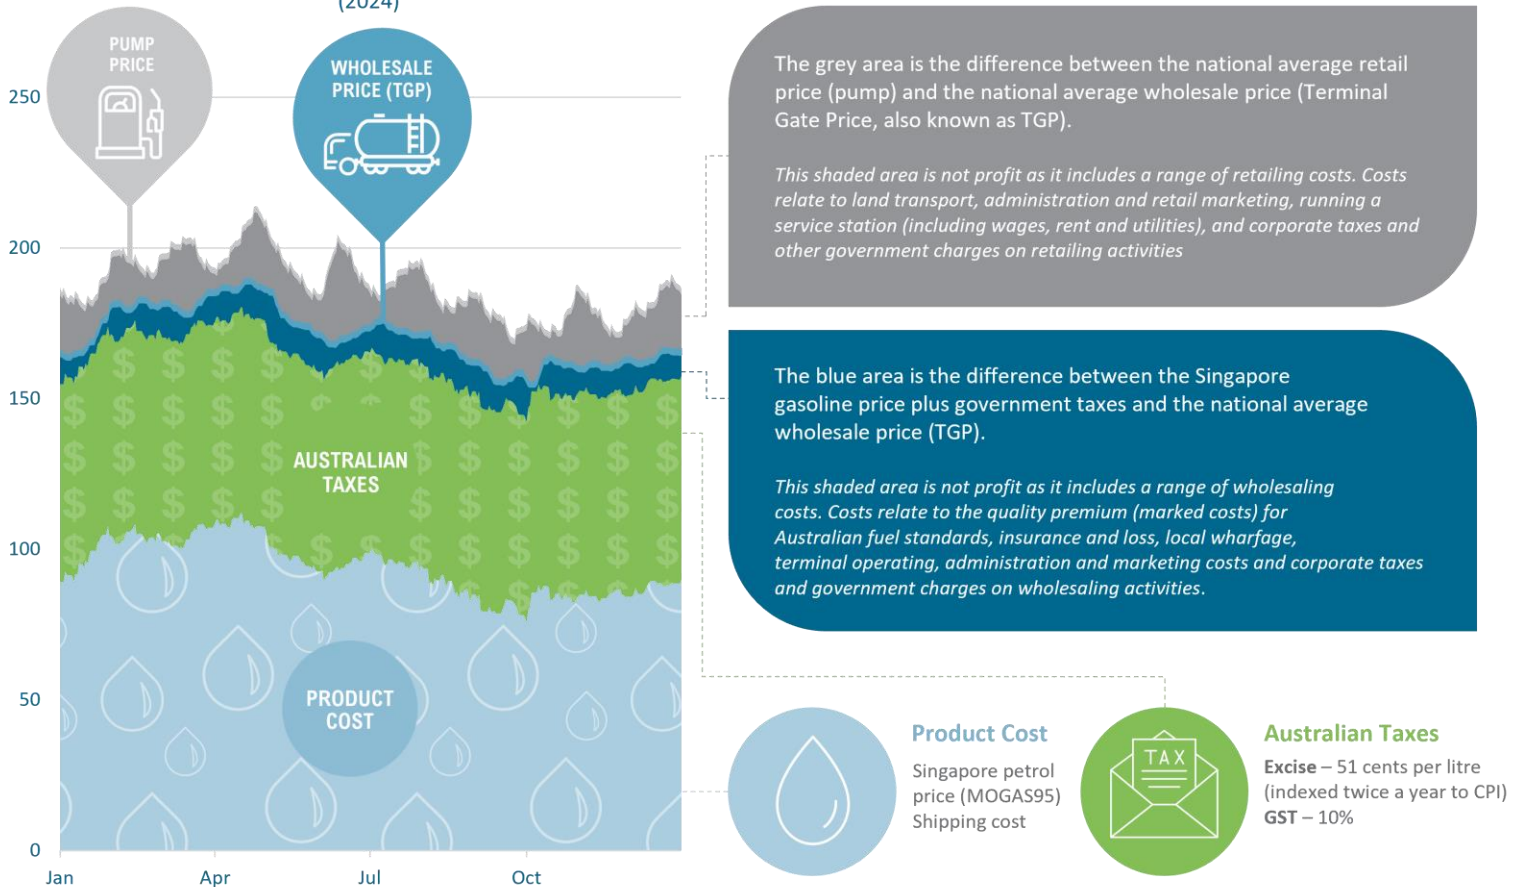 (2024)
PUMP
PRICE
WHOLESALE
PRICE (TGP)
250
200
150
100
50
0
Jan
Apr
Jul
Oct
AUSTRALIAN
TAXES
PRODUCT
COST
The grey area is the difference between the national average retail
price (pump) and the national average wholesale price (Terminal
Gate Price, also known as TGP).
This shaded area is not profit as it includes a range of retailing costs. Costs
relate to land transport, administration and retail marketing, running a
service station (including wages, rent and utilities), and corporate taxes and
other government charges on retailing activities
The blue area is the difference between the Singapore
gasoline price plus government taxes and the national average
wholesale price (TGP).
This shaded area is not profit as it includes a range of wholesaling
costs. Costs relate to the quality premium (marked costs) for
Australian fuel standards, insurance and loss, local wharfage,
terminal operating, administration and marketing costs and corporate taxes
and government charges on wholesaling activities.
Product Cost
Singapore petrol
price (MOGAS95)
Shipping cost
TAX
Australian Taxes
Excise – 51 cents per litre
(indexed twice a year to CPI)
GST – 10%